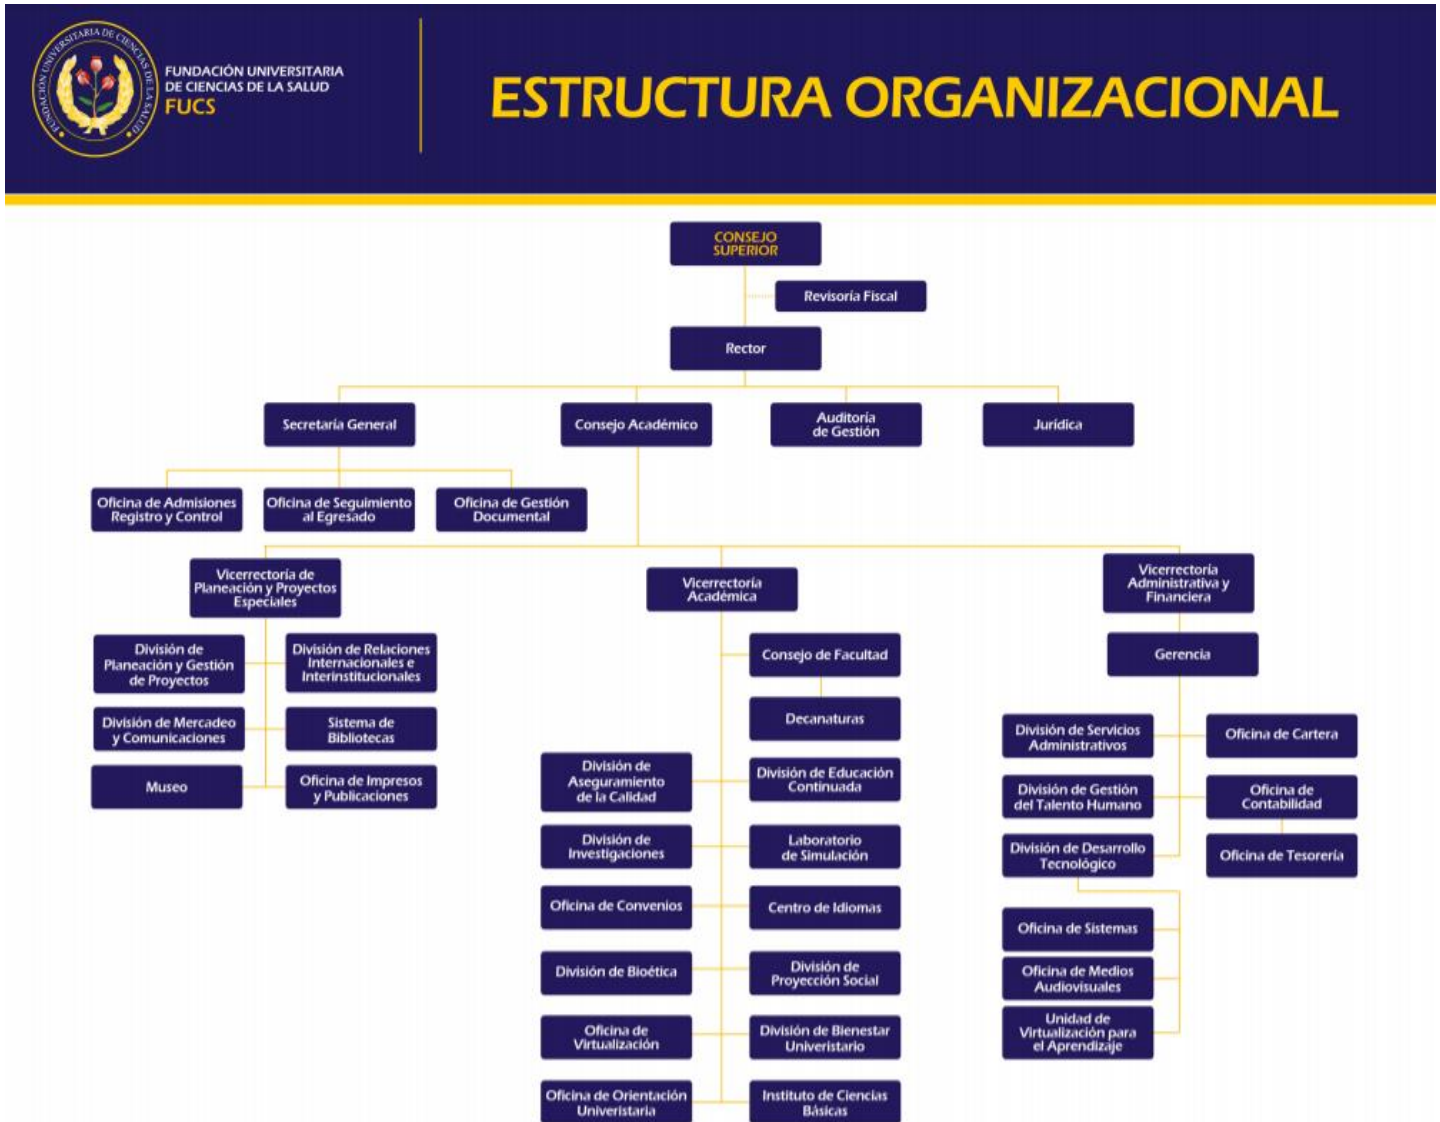 FUNDACIÓN UNIVERSITARIA DE CIENCIAS DE LA SALUD
FUNDACIÓN UNIVERSITARIA
DE CIENCIAS DE LA SALUD
FUCS
ESTRUCTURA ORGANIZACIONAL
CONSEJO
SUPERIOR
Revisoría Fiscal
Rector
Secretaría General
Consejo Académico
Auditoría
de Gestión
Jurídica
Oficina de Admisiones
Registro y Control
Oficina de Seguimiento
al Egresado
Oficina de Gestión
Documental
Vicerrectoría de
Planeación y Proyectos
Especiales
Vicerrectoría
Académica
Vicerrectoría
Administrativa y
Financiera
División de
Planeación y Gestión
de Proyectos
División de Relaciones
Internacionales e
Interinstitucionales
División de Mercadeo
y Comunicaciones
Sistema de
Bibliotecas
Museo
Oficina de Impresos
y Publicaciones
Consejo de Facultad
Decanaturas
División de
Aseguramiento
de la Calidad
División de Educación
Continuada
División de
Investigaciones
Laboratorio
de Simulación
Oficina de Convenios
Centro de Idiomas
División de Bioética
División de
Proyección Social
Oficina de
Virtualización
División de Bienestar
Univeristario
Oficina de Orientación
Univeristaria
Instituto de Ciencias
Básicas
Gerencia
División de Servicios
Administrativos
Oficina de Cartera
División de Gestión
del Talento Humano
Oficina de
Contabilidad
División de Desarrollo
Tecnológico
Oficina de Tesorería
Oficina de Sistemas
Oficina de Medios
Audiovisuales
Unidad de
Virtualización para
el Aprendizaje